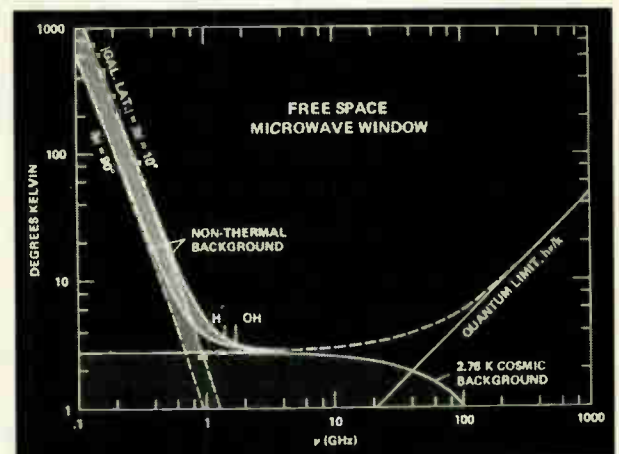 1000
100
10
1
DEGREES KELVIN
|GAL. LAT.| = 10°
= 90°
FREE SPACE
MICROWAVE WINDOW
NON-THERMAL
BACKGROUND
H OH
QUANTUM LIMIT, hν/k
2.76 K COSMIC
BACKGROUND
.1 1 10 100 1000
ν (GHz)